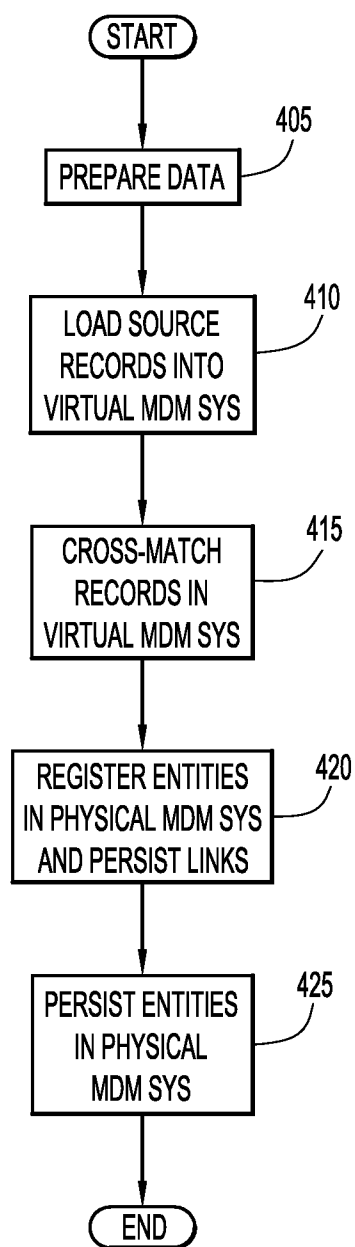 START
405
PREPARE DATA
410
LOAD SOURCE
RECORDS INTO
VIRTUAL MDM SYS
415
CROSS-MATCH
RECORDS IN
VIRTUAL MDM SYS
420
REGISTER ENTITIES
IN PHYSICAL MDM SYS
AND PERSIST LINKS
425
PERSIST ENTITIES
IN PHYSICAL
MDM SYS
END